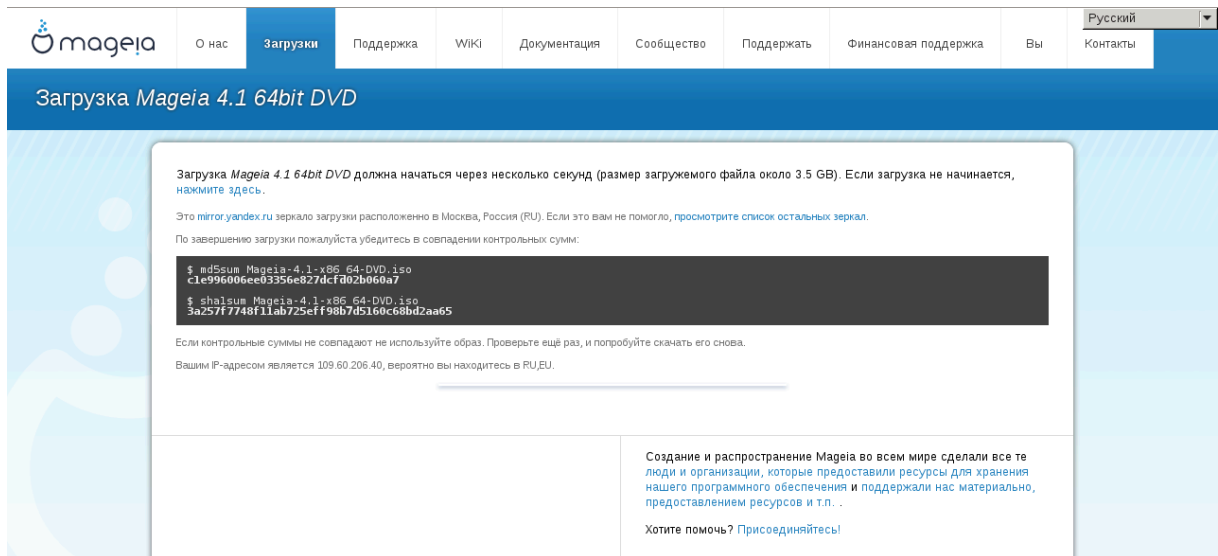 Русский
mageia
О нас
Загрузки
Поддержка
WiKi
Документация
Сообщество
Поддержать
Финансовая поддержка
Вы
Контакты
Загрузка Mageia 4.1 64bit DVD
Загрузка Mageia 4.1 64bit DVD должна начаться через несколько секунд (размер загружемого файла около 3.5 GB). Если загрузка не начинается,
нажмите здесь.
Это mirror.yandex.ru зеркало загрузки расположенно в Москва, Россия (RU). Если это вам не помогло, просмотрите список остальных зеркал.
По завершению загрузки пожалуйста убедитесь в совпадении контрольных сумм:
$ md5sum Mageia-4.1-x86_64-DVD.iso
c1e996006ee03356e827dcfd02b060a7
$ sha1sum Mageia-4.1-x86_64-DVD.iso
3a257f7748f11ab725eff98b7d5160c68bd2aa65
Если контрольные суммы не совпадают не используйте образ. Проверьте ещё раз, и попробуйте скачать его снова.
Вашим IP-адресом является 109.60.206.40, вероятно вы находитесь в RU,EU.
Создание и распространение Mageia во всем мире сделали все те
люди и организации, которые предоставили ресурсы для хранения
нашего программного обеспечения и поддержали нас материально,
предоставлением ресурсов и т.п. .
Хотите помочь? Присоединяйтесь!